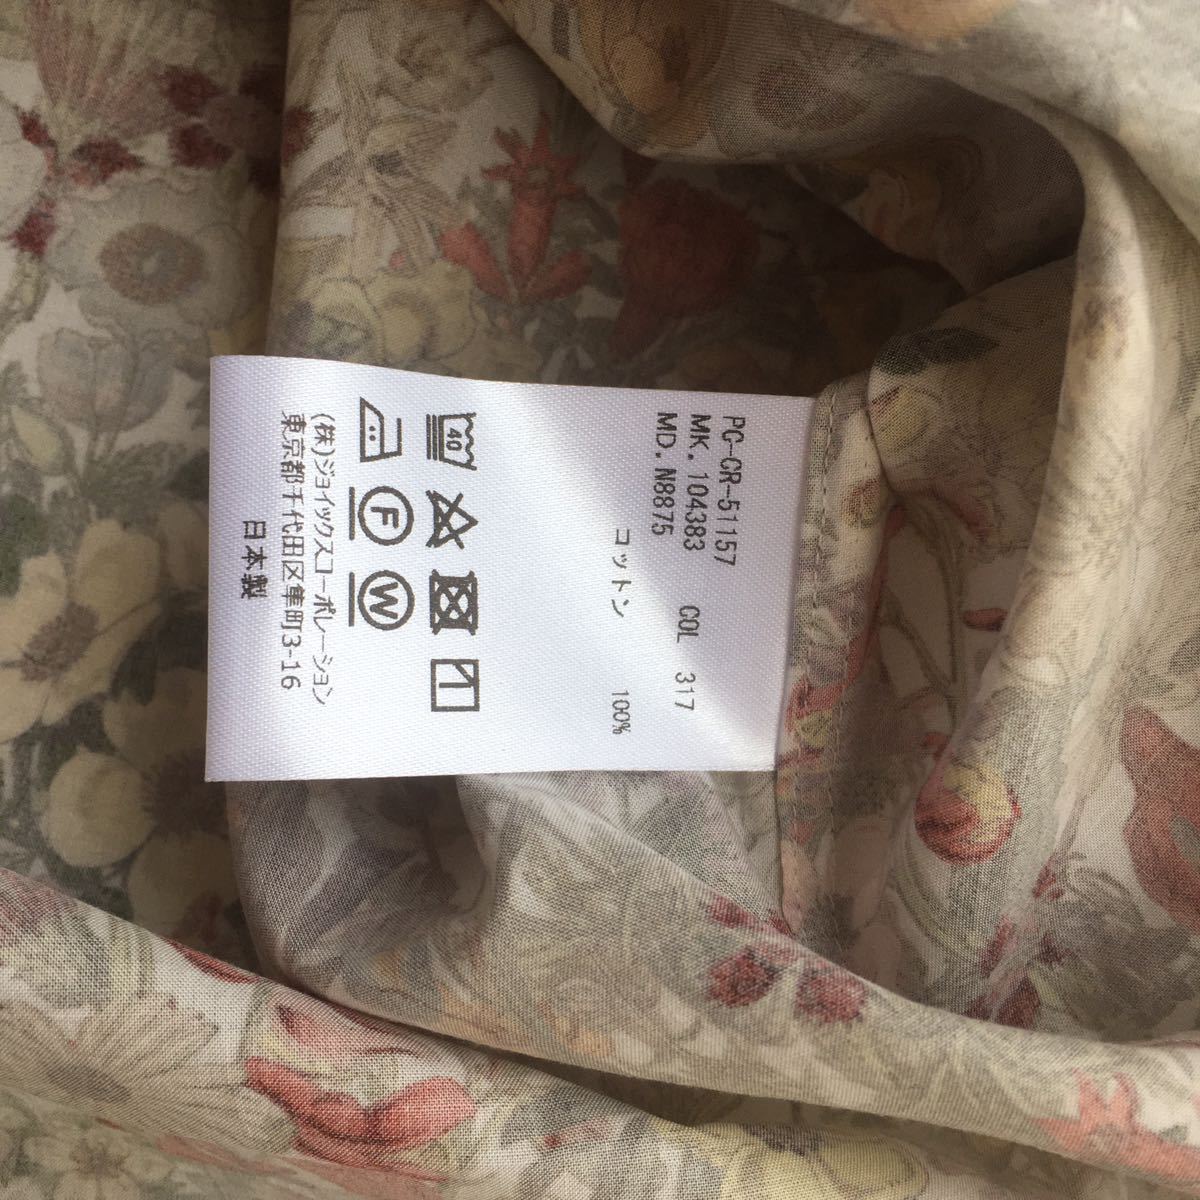 PC-CR-51157
MK.104383 COL 317
MD.N8875
コットン 100%
40
F W
(株)ジョイックスコーポレーション
東京都千代田区隼町3-16
日本製